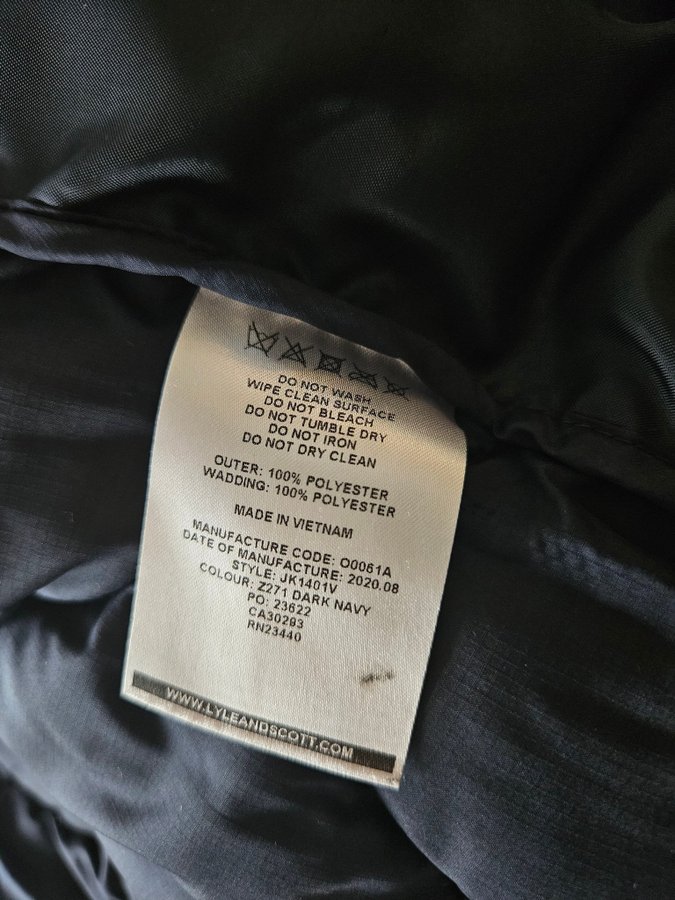 DO NOT WASH
WIPE CLEAN SURFACE
DO NOT BLEACH
DO NOT TUMBLE DRY
DO NOT IRON
DO NOT DRY CLEAN
OUTER: 100% POLYESTER
WADDING: 100% POLYESTER
MADE IN VIETNAM
MANUFACTURE CODE: O0061A
DATE OF MANUFACTURE: 2020.08
STYLE: JK1401V
COLOUR: Z271 DARK NAVY
PO: 23622
CA30293
RN23440
WWW.LYLEANDSCOTT.COM